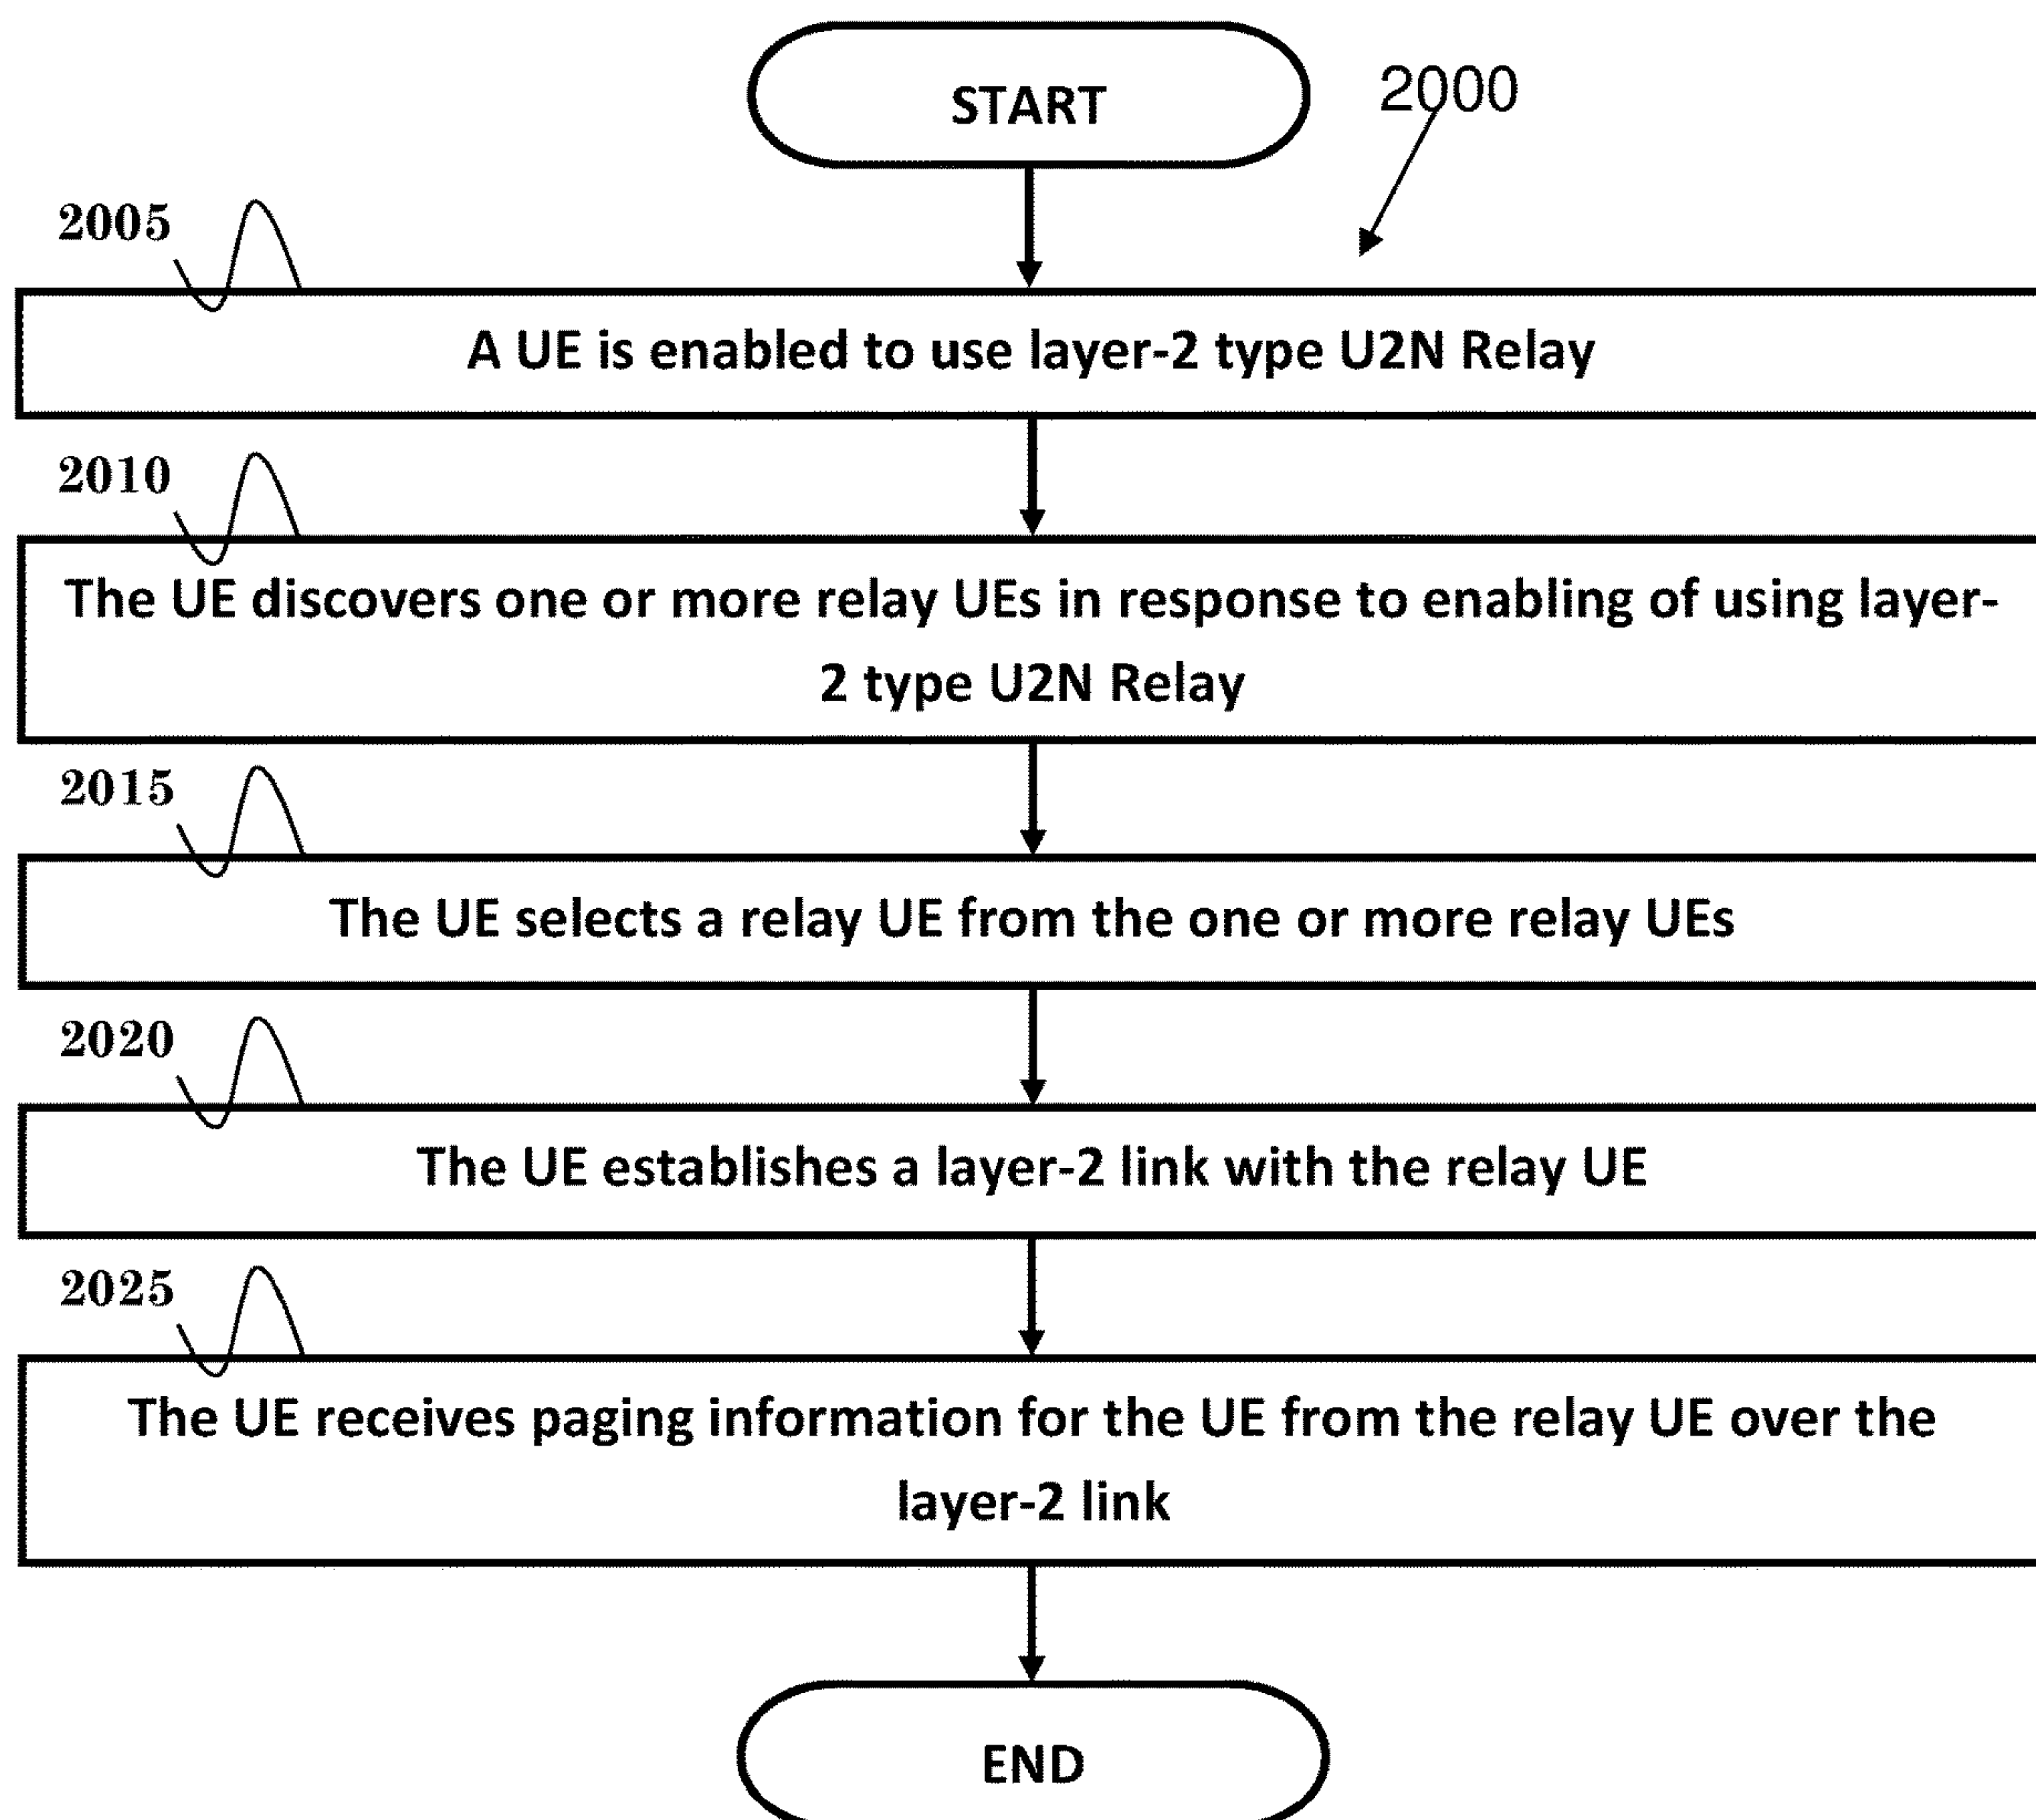 START
2000
2005
A UE is enabled to use layer-2 type U2N Relay
2010
The UE discovers one or more relay UEs in response to enabling of using layer-
2 type U2N Relay
2015
The UE selects a relay UE from the one or more relay UEs
2020
The UE establishes a layer-2 link with the relay UE
2025
The UE receives paging information for the UE from the relay UE over the
layer-2 link
END